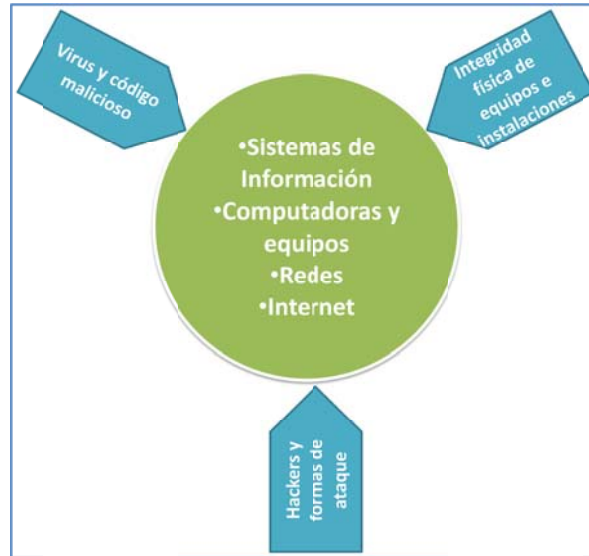 Virus y código
malicioso
Integridad
física de
equipos e
instalaciones
•Sistemas de
Información
•Computadoras y
equipos
•Redes
•Internet
Hackers y
formas de
ataque